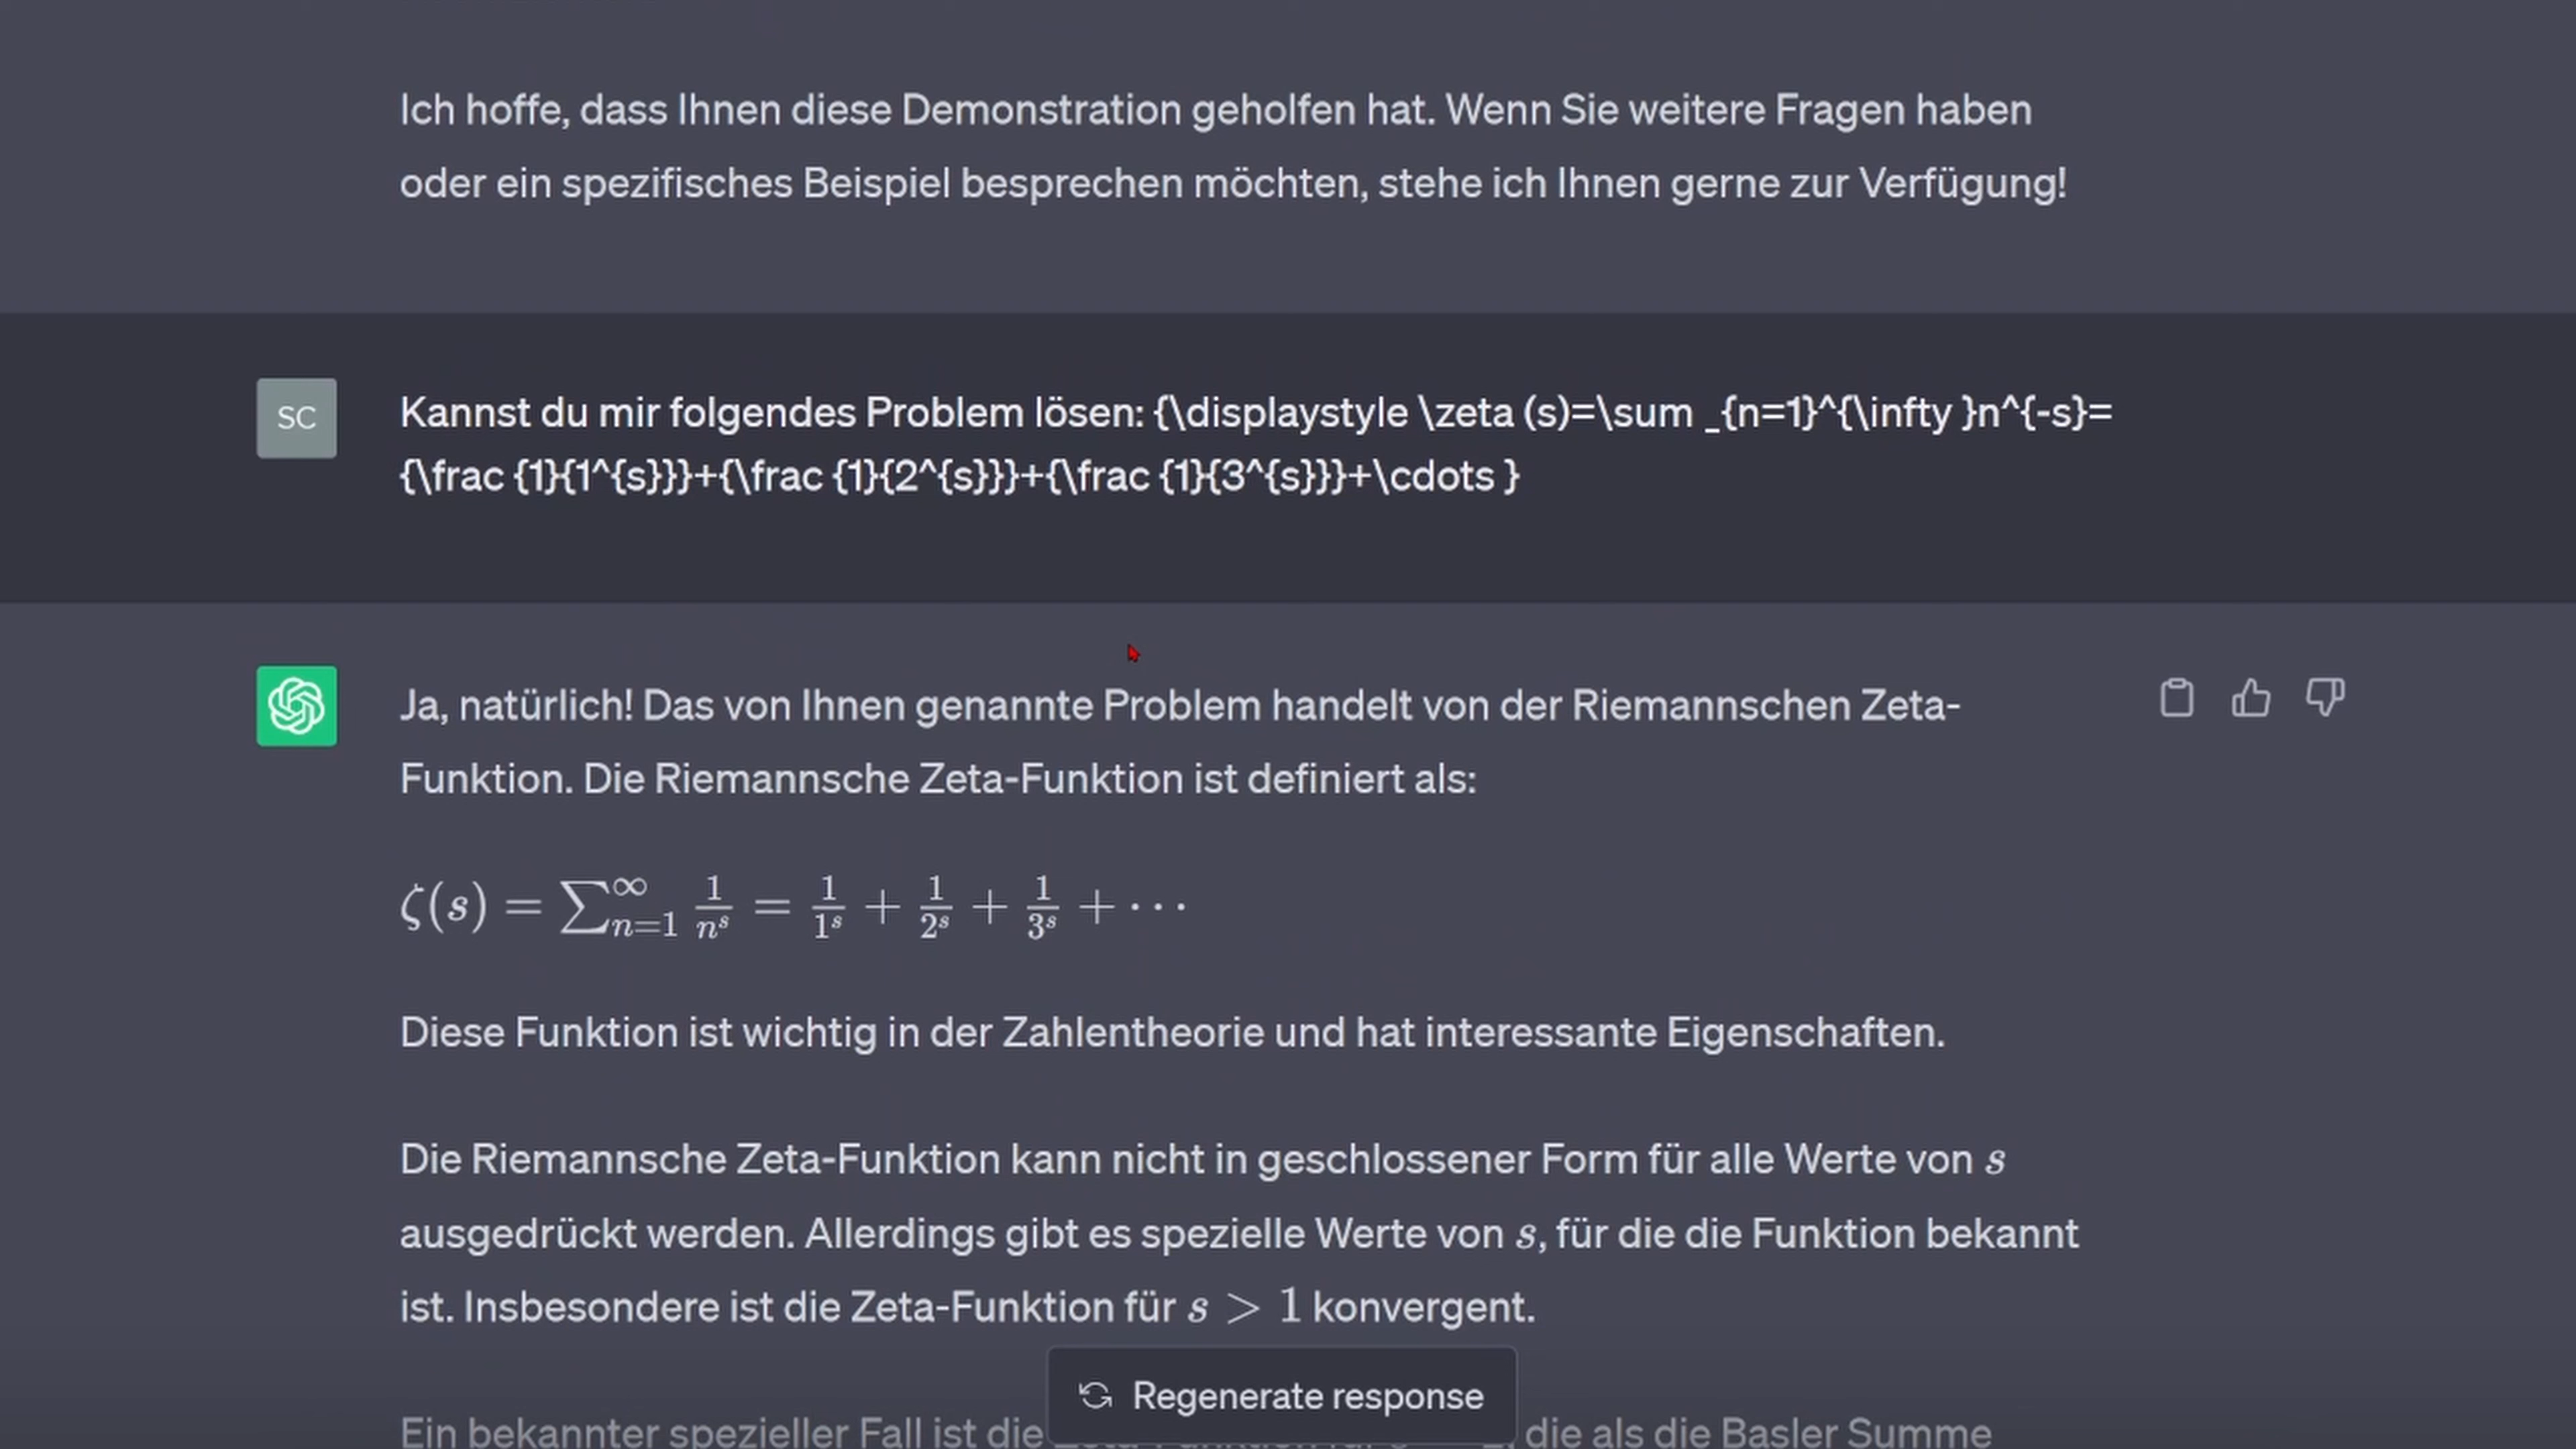 Ich hoffe, dass Ihnen diese Demonstration geholfen hat. Wenn Sie weitere Fragen haben
oder ein spezifisches Beispiel besprechen möchten, stehe ich Ihnen gerne zur Verfügung!
SC
Kannst du mir folgendes Problem lösen: {\displaystyle \zeta (s)=\sum _{n=1}^{\infty }n^{-s}=
{\frac {1}{1^{s}}}+{\frac {1}{2^{s}}}+{\frac {1}{3^{s}}}+\cdots }
Ja, natürlich! Das von Ihnen genannte Problem handelt von der Riemannschen Zeta-
Funktion. Die Riemannsche Zeta-Funktion ist definiert als:
ζ(s) = ∑_{n=1}^{∞} 1/n^s = 1/1^s + 1/2^s + 1/3^s + ⋯
Diese Funktion ist wichtig in der Zahlentheorie und hat interessante Eigenschaften.
Die Riemannsche Zeta-Funktion kann nicht in geschlossener Form für alle Werte von s
ausgedrückt werden. Allerdings gibt es spezielle Werte von s, für die die Funktion bekannt
ist. Insbesondere ist die Zeta-Funktion für s > 1 konvergent.
Regenerate response
Ein bekannter spezieller Fall ist die die als die Basler Summe